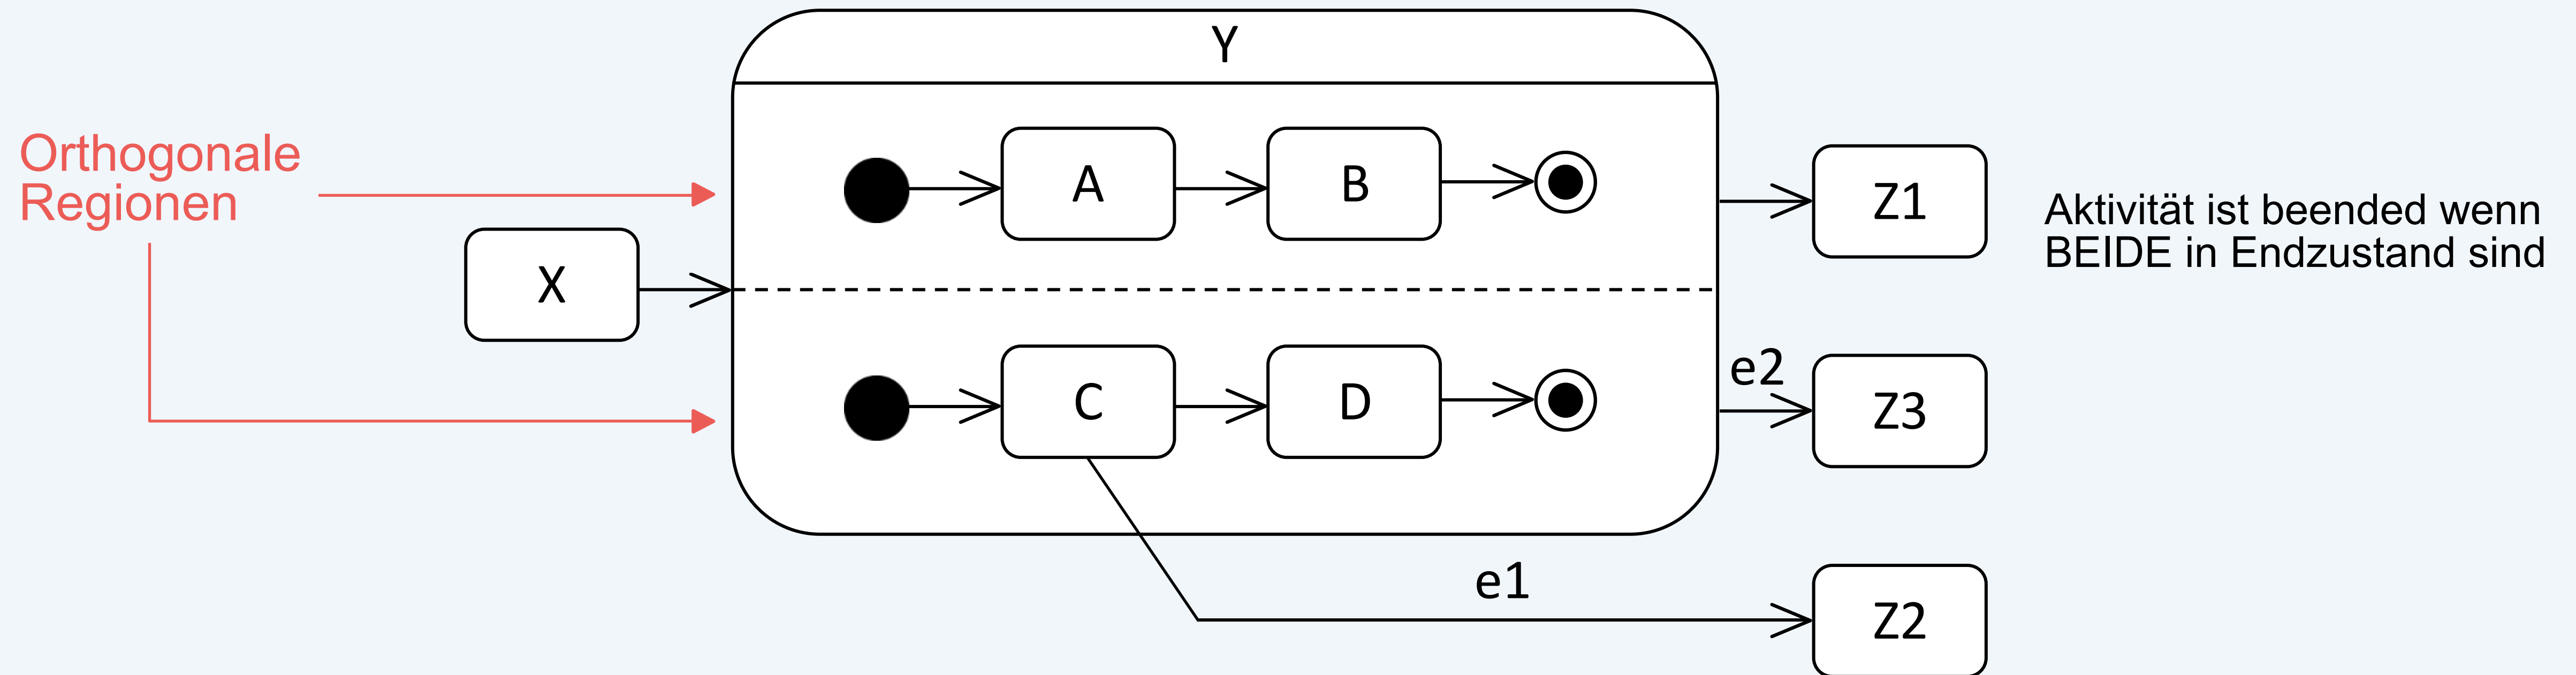 Y
Orthogonale
Regionen
A
B
Z1
Aktivität ist beended wenn
BEIDE in Endzustand sind
X
e2
C
D
Z3
e1
Z2